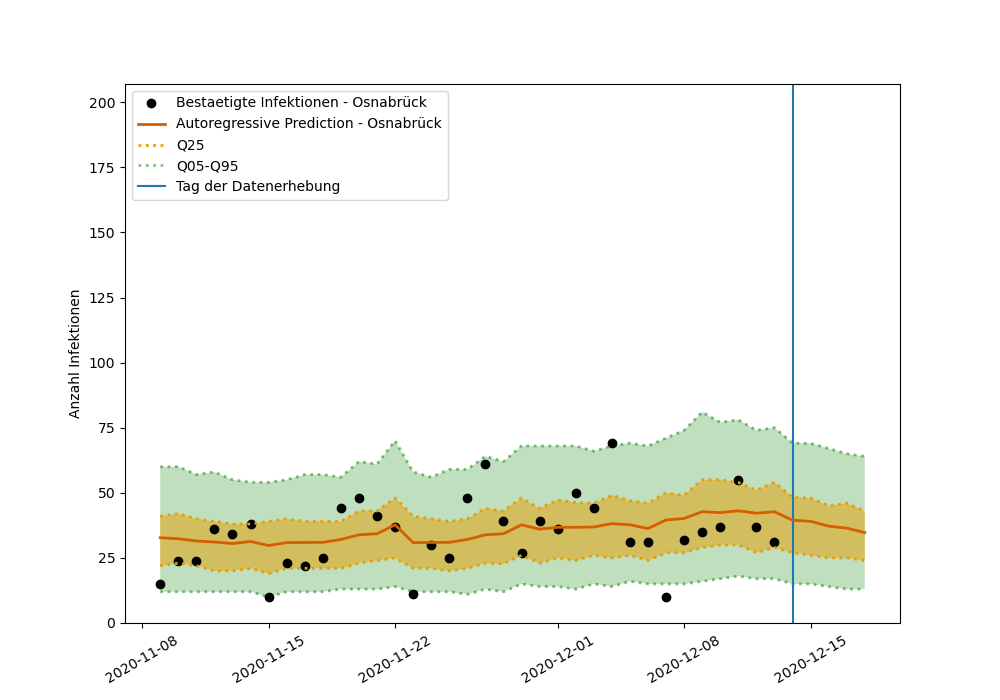 200
175
150
125
100
75
50
25
0
Anzahl Infektionen
Bestaetigte Infektionen - Osnabrück
Autoregressive Prediction - Osnabrück
Q25
Q05-Q95
Tag der Datenerhebung
2020-11-08
2020-11-15
2020-11-22
2020-12-01
2020-12-08
2020-12-15